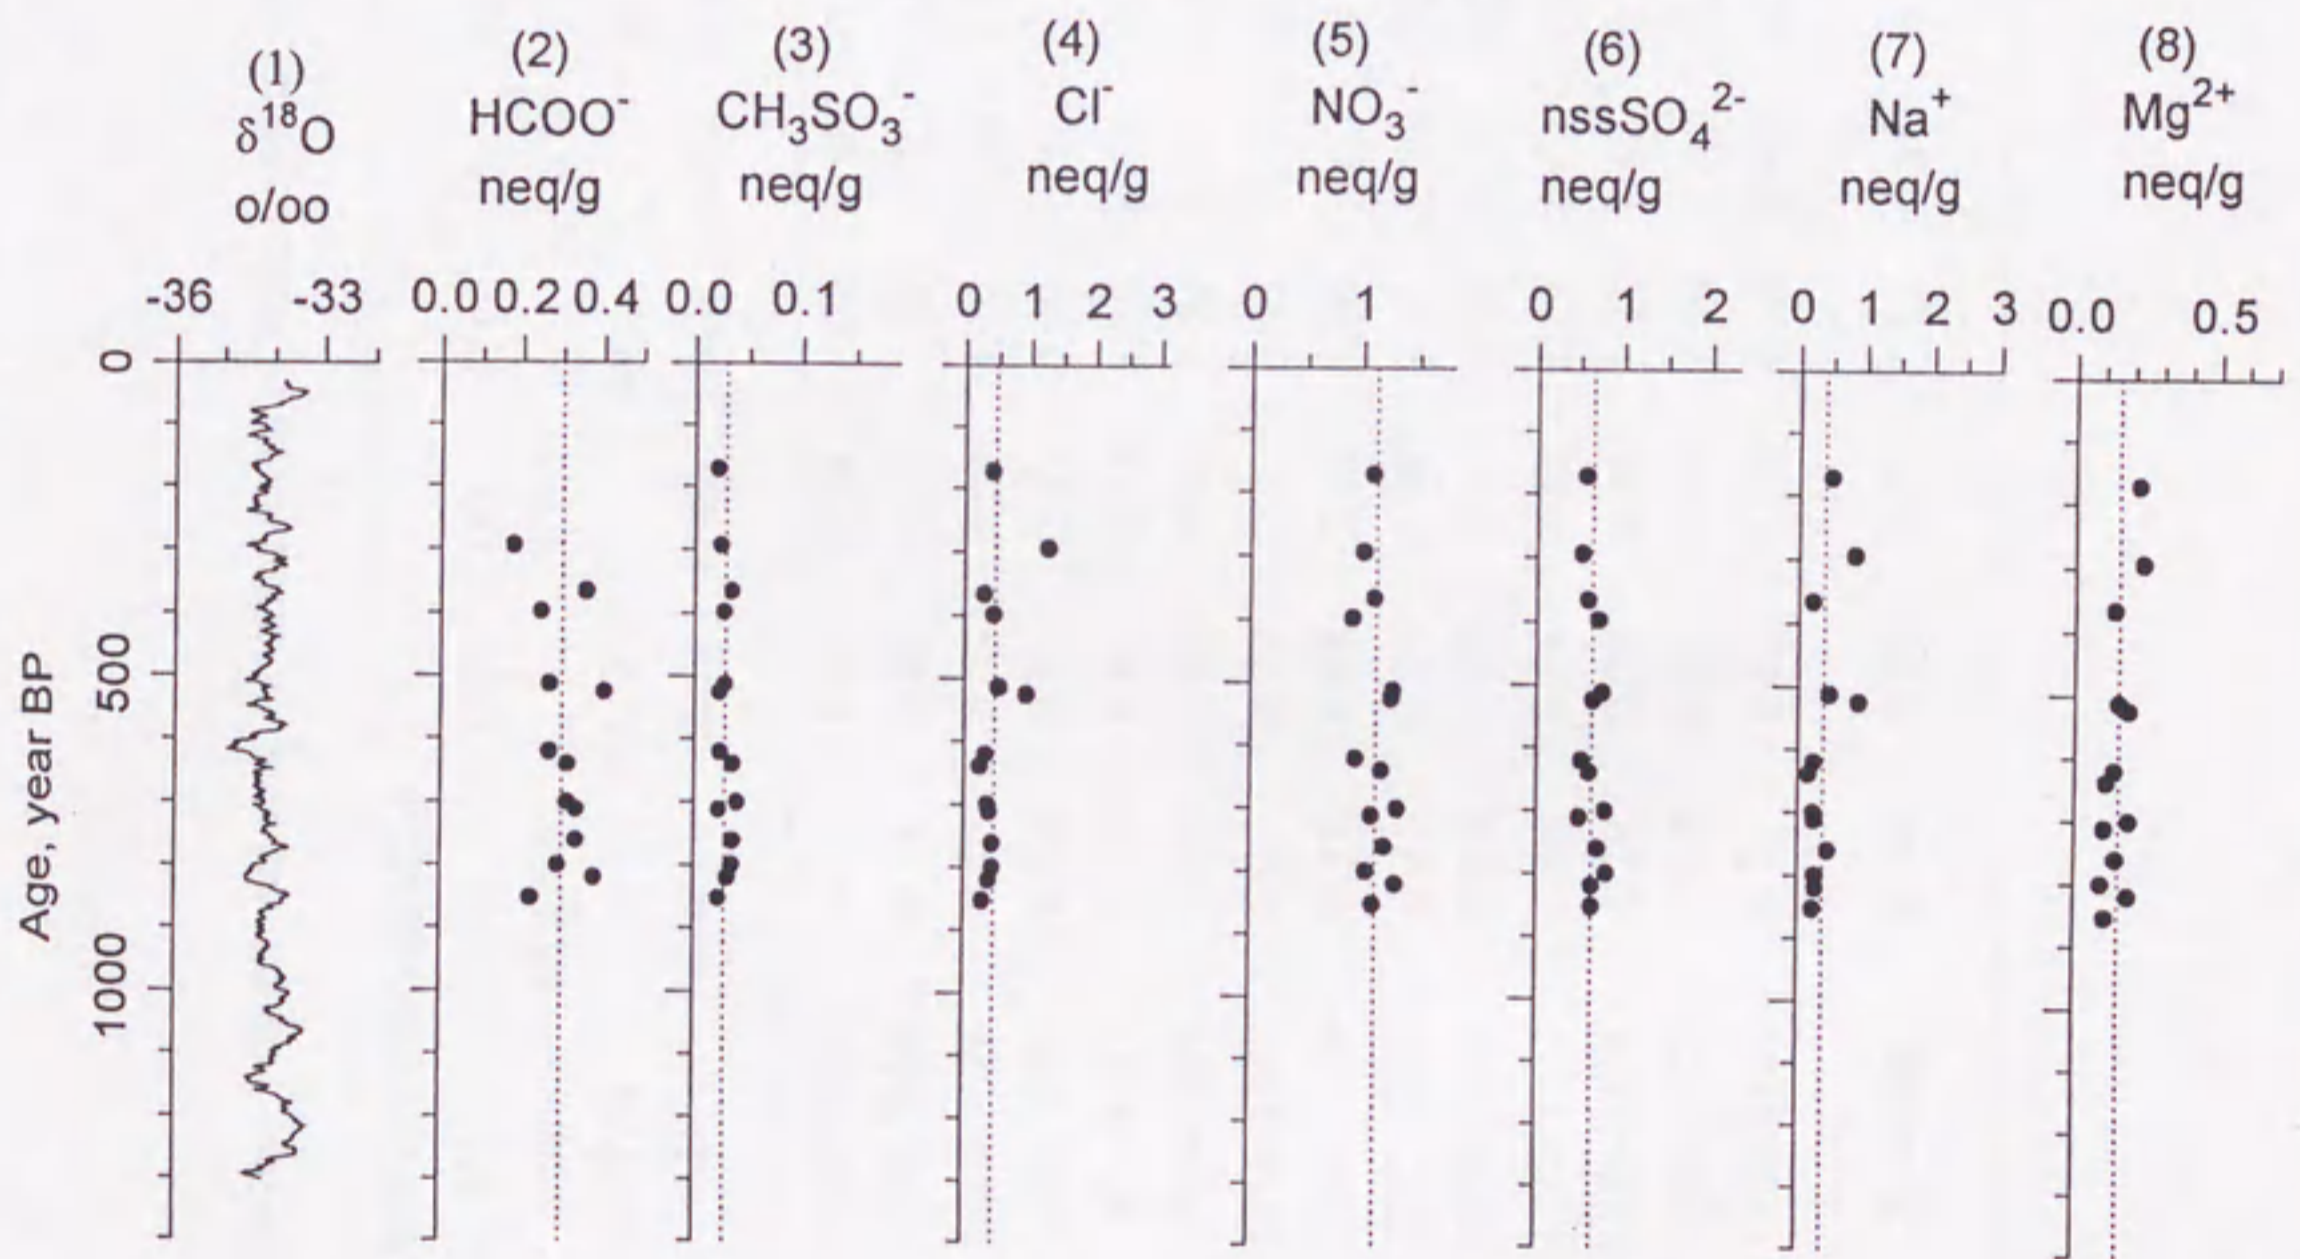 (1) (2) (3) (4) (5) (6) (7) (8)
δ¹⁸O HCOO⁻ CH₃SO₃⁻ Cl⁻ NO₃⁻ nssSO₄²⁻ Na⁺ Mg²⁺
o/oo neq/g neq/g neq/g neq/g neq/g neq/g neq/g
-36 -33 0.0 0.2 0.4 0.0 0.1 0 1 2 3 0 1 0 1 2 0 1 2 3 0.0 0.5
0
500
1000
Age, year BP